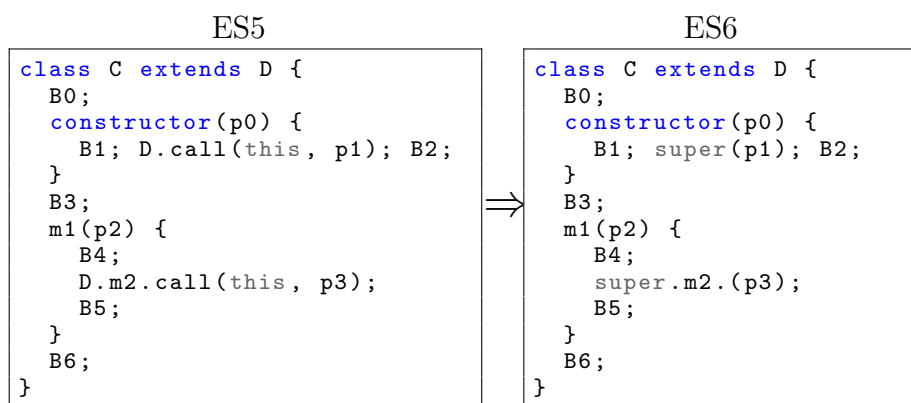 ES5
class C extends D {
B0;
constructor(p0) {
B1; D.call(this, p1); B2;
}
B3;
m1(p2) {
B4;
D.m2.call(this, p3);
B5;
}
B6;
}
⇒
ES6
class C extends D {
B0;
constructor(p0) {
B1; super(p1); B2;
}
B3;
m1(p2) {
B4;
super.m2.(p3);
B5;
}
B6;
}